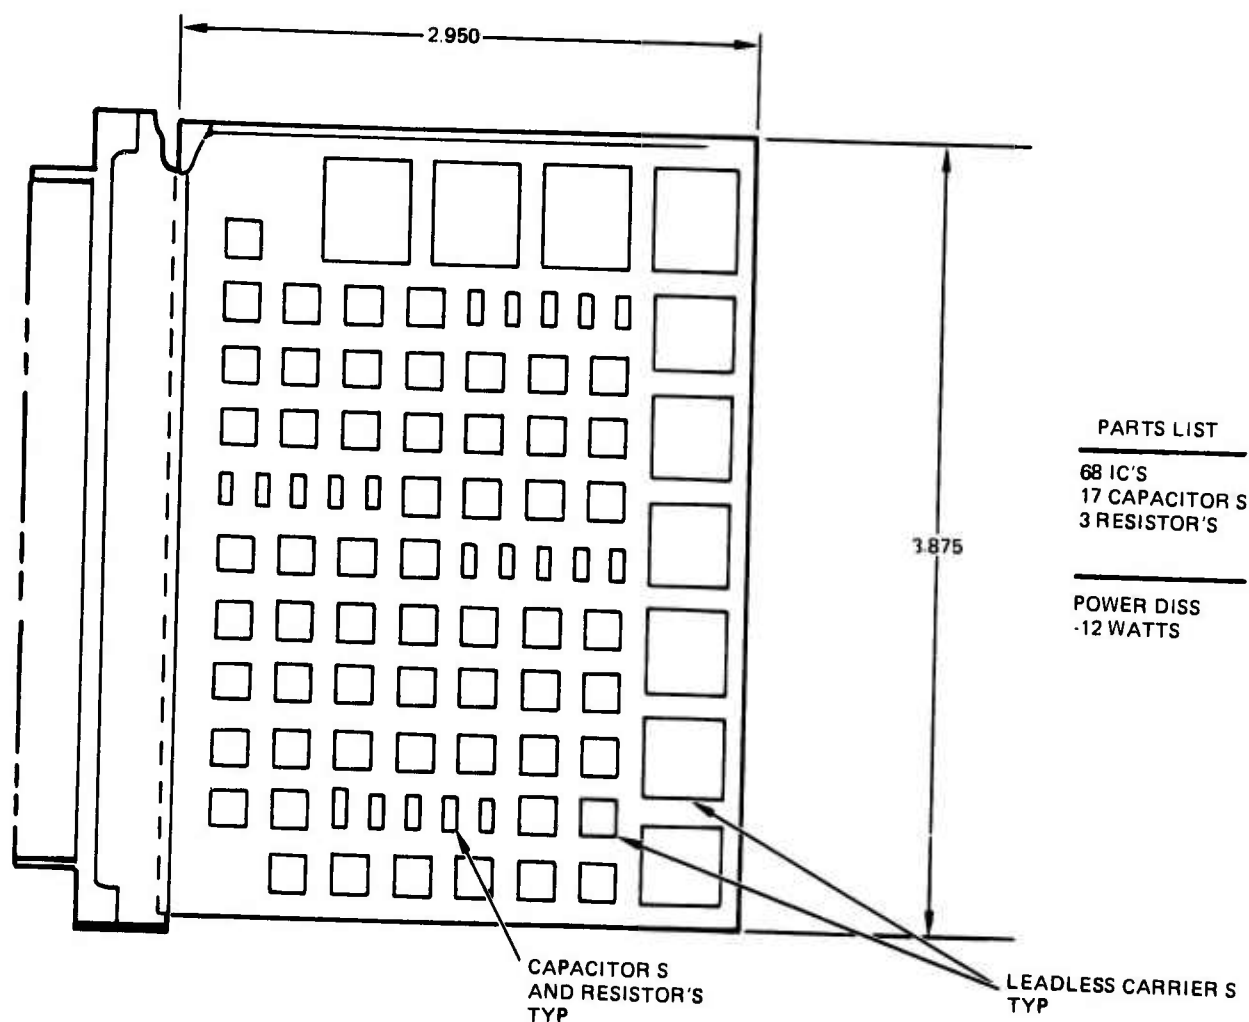 2.950
PARTS LIST
68 IC'S
17 CAPACITOR S
3 RESISTOR'S
3.875
POWER DISS
-12 WATTS
CAPACITOR S
AND RESISTOR'S
TYP
LEADLESS CARRIER S
TYP